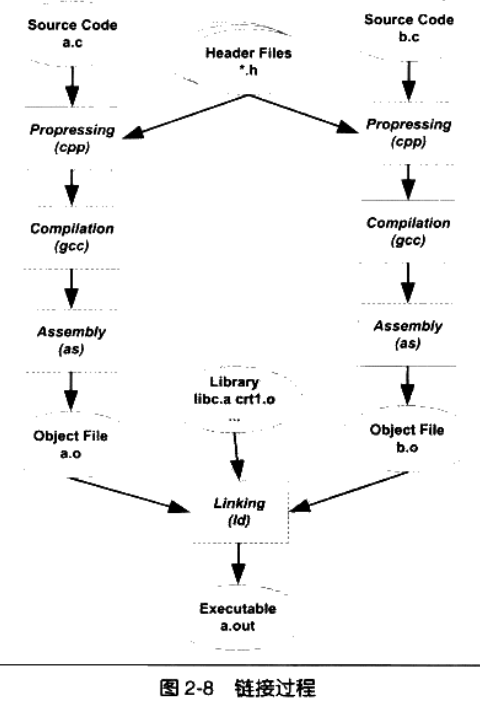 Source Code
a.c
Header Files
*.h
Source Code
b.c
Propressing
(cpp)
Propressing
(cpp)
Compilation
(gcc)
Compilation
(gcc)
Assembly
(as)
Assembly
(as)
Library
libc.a crt1.o
...
Object File
a.o
Object File
b.o
Linking
(ld)
Executable
a.out
图 2-8 链接过程